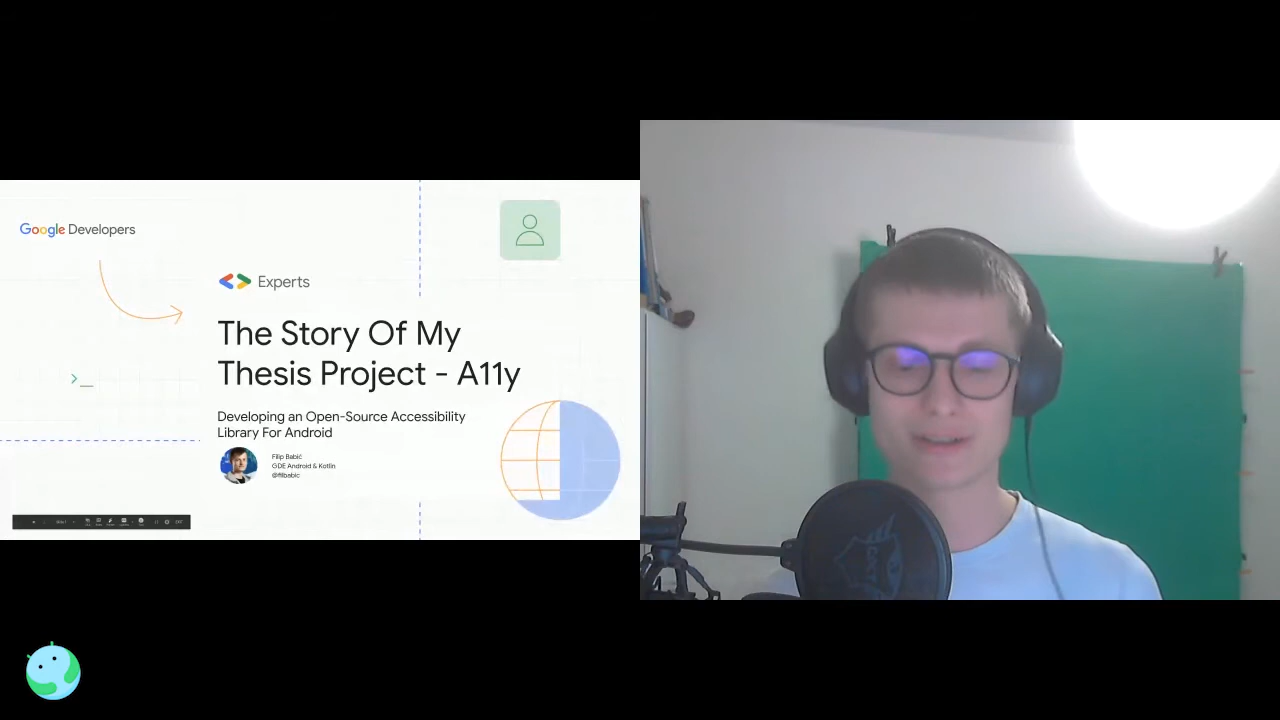 Google Developers
Experts
The Story Of My
Thesis Project - A11y
Developing an Open-Source Accessibility
Library For Android
Filip Babić
GDE Android & Kotlin
@filbabic